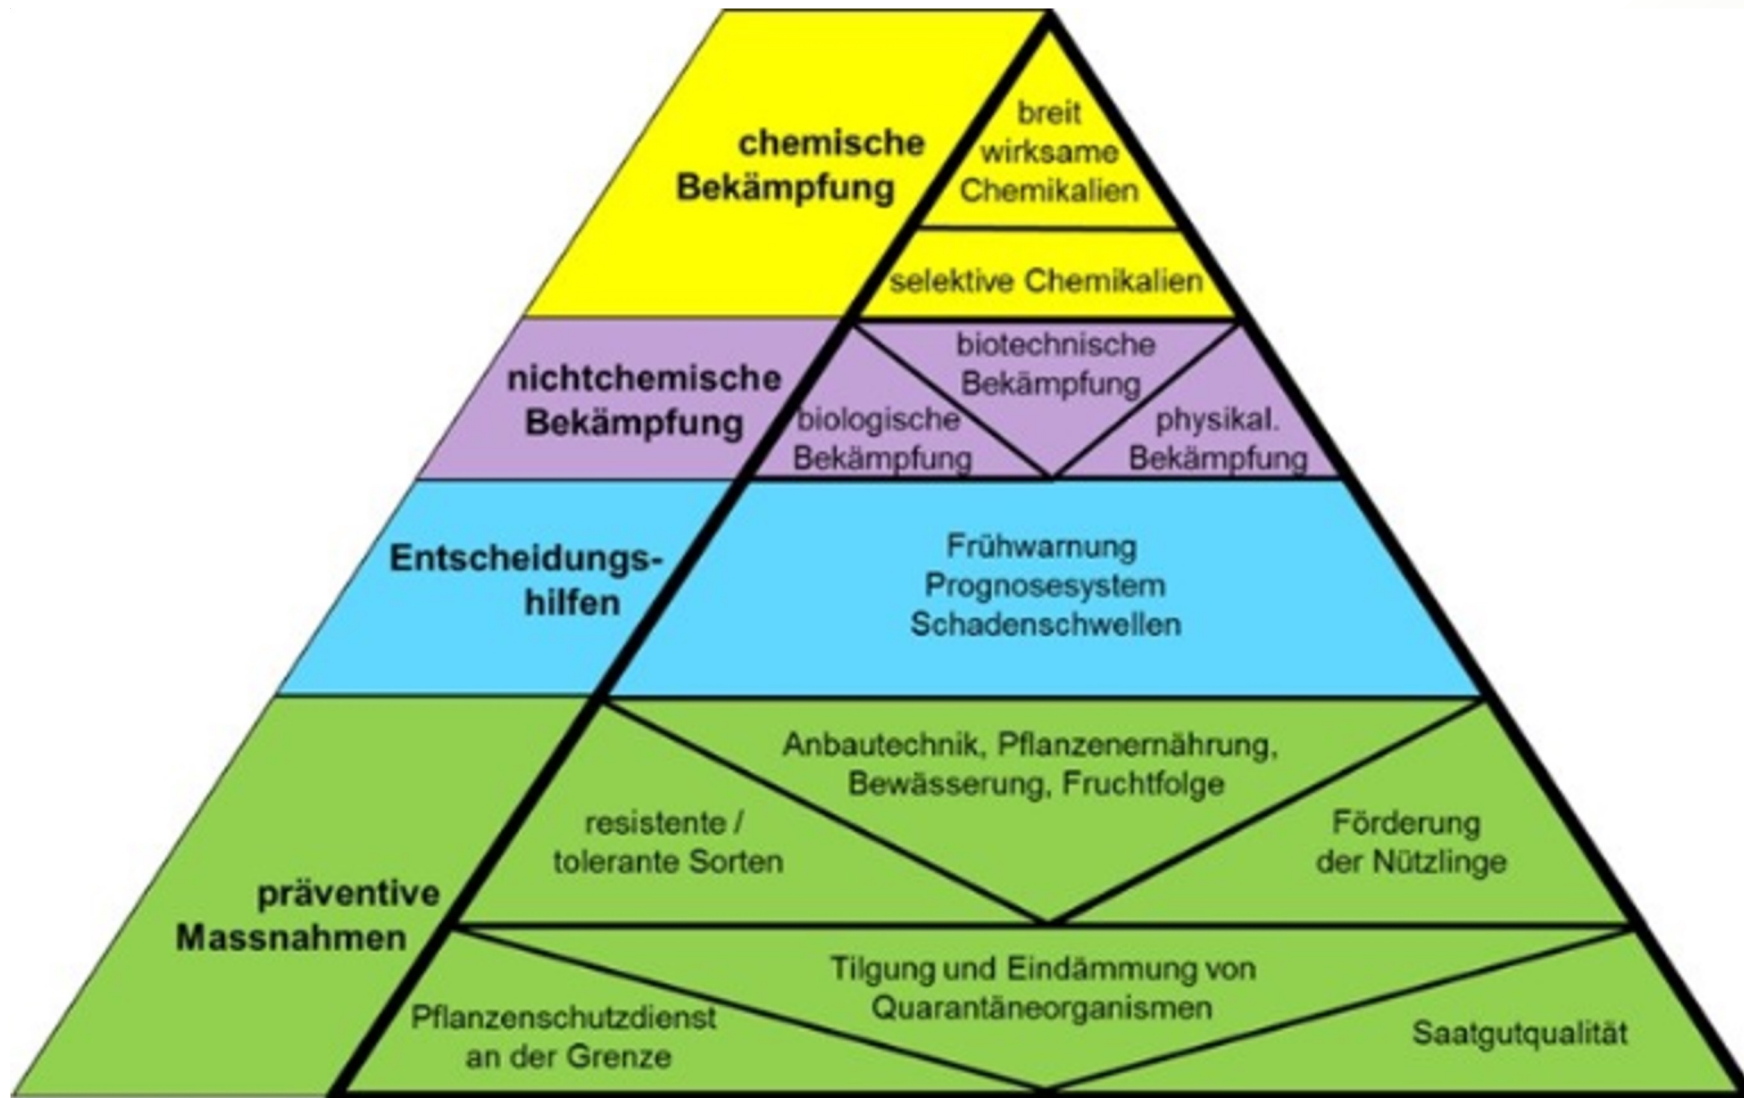 breit
wirksame
Chemikalien
chemische
Bekämpfung
selektive Chemikalien
nichtchemische
Bekämpfung
biotechnische
Bekämpfung
biologische
Bekämpfung
physikal.
Bekämpfung
Entscheidungs-
hilfen
Frühwarnung
Prognosesystem
Schadenschwellen
präventive
Massnahmen
Anbautechnik, Pflanzenernährung,
Bewässerung, Fruchtfolge
resistente /
tolerante Sorten
Förderung
der Nützlinge
Tilgung und Eindämmung von
Quarantäneorganismen
Pflanzenschutzdienst
an der Grenze
Saatgutqualität